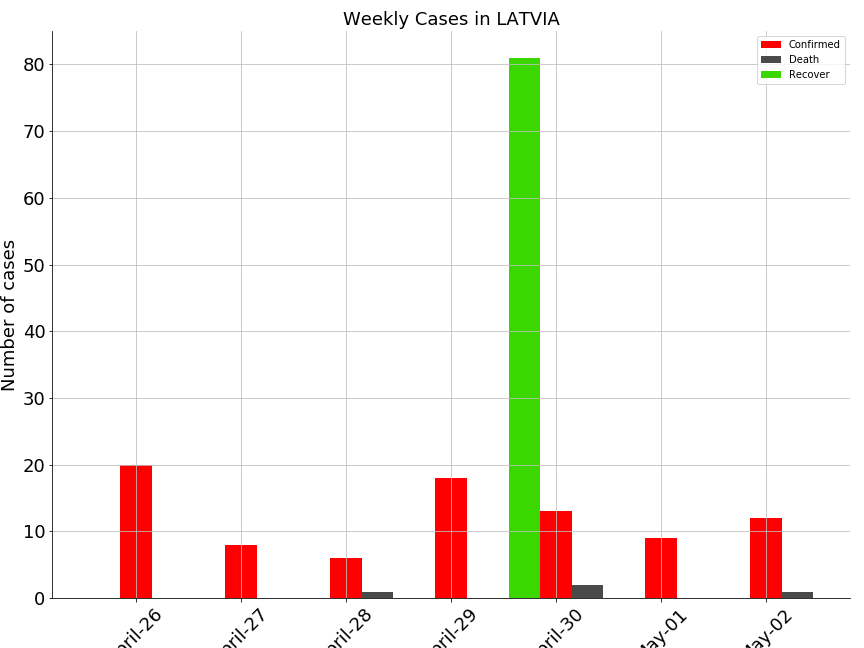 Weekly Cases in LATVIA
Confirmed
Death
Recover
Number of cases
80
70
60
50
40
30
20
10
0
pril-26
pril-27
pril-28
pril-29
pril-30
May-01
May-02